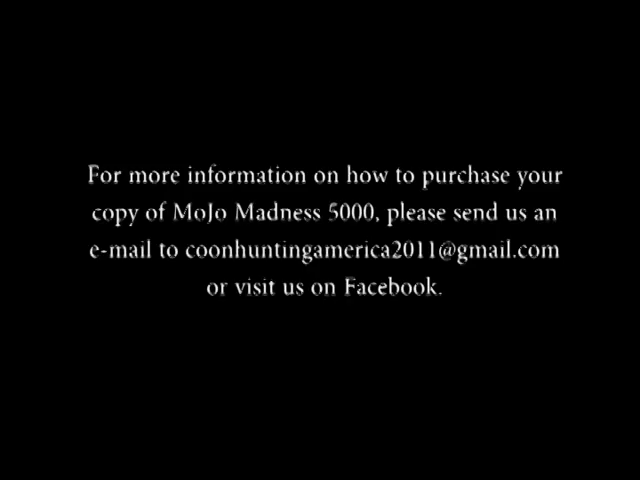 For more information on how to purchase your
copy of MoJo Madness 5000, please send us an
e-mail to coonhuntingamerica2011@gmail.com
or visit us on Facebook.